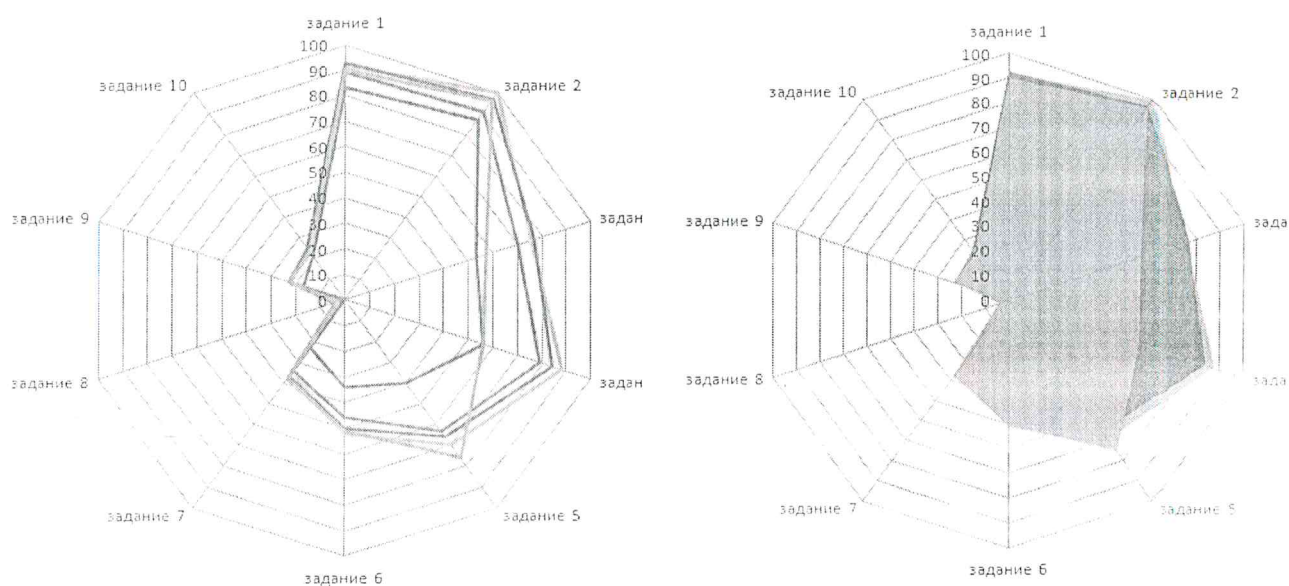 задание 1
100
90
80
70
60
50
40
30
20
10
0
задание 2
задан
задан
задание 5
задание 6
задание 7
задание 8
задание 9
задание 10
задание 1
100
90
80
70
60
50
40
30
20
10
0
задание 2
зада
зада
задание 5
задание 6
задание 7
задание 8
задание 9
задание 10